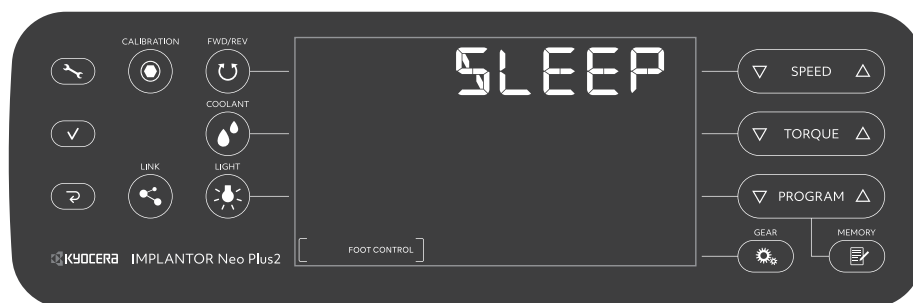 CALIBRATION
FWD/REV
SLEEP
SPEED
COOLANT
TORQUE
LINK
LIGHT
PROGRAM
GEAR
MEMORY
FOOT CONTROL
KYOCERA IMPLANTOR Neo Plus2